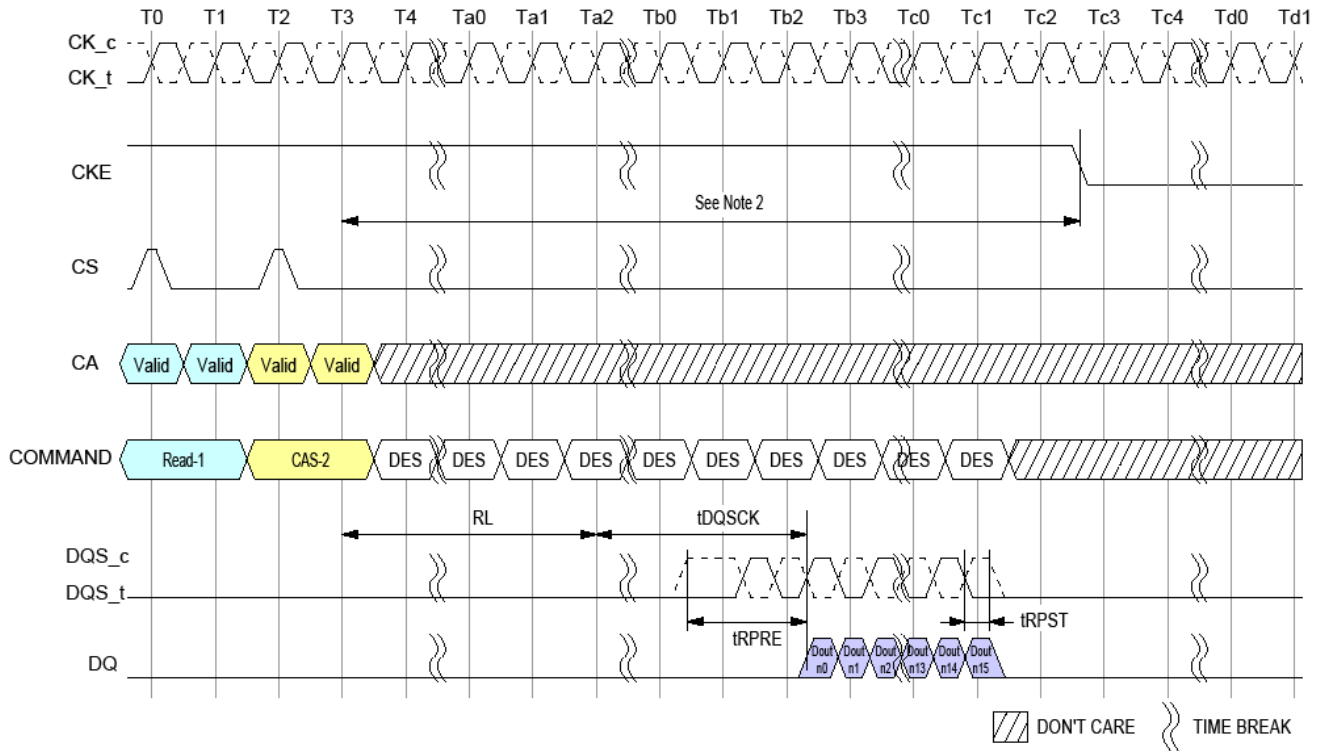 T0 T1 T2 T3 T4 Ta0 Ta1 Ta2 Tb0 Tb1 Tb2 Tb3 Tc0 Tc1 Tc2 Tc3 Tc4 Td0 Td1
CK_c
CK_t
CKE
See Note 2
CS
CA Valid Valid Valid Valid
COMMAND Read-1 CAS-2 DES DES DES DES DES DES DES DES DES DES
RL tDQSCK
DQS_c
DQS_t
tRPRE tRPST
DQ Dout n0 Dout n1 Dout n2 Dout n13 Dout n14 Dout n15
DON'T CARE TIME BREAK